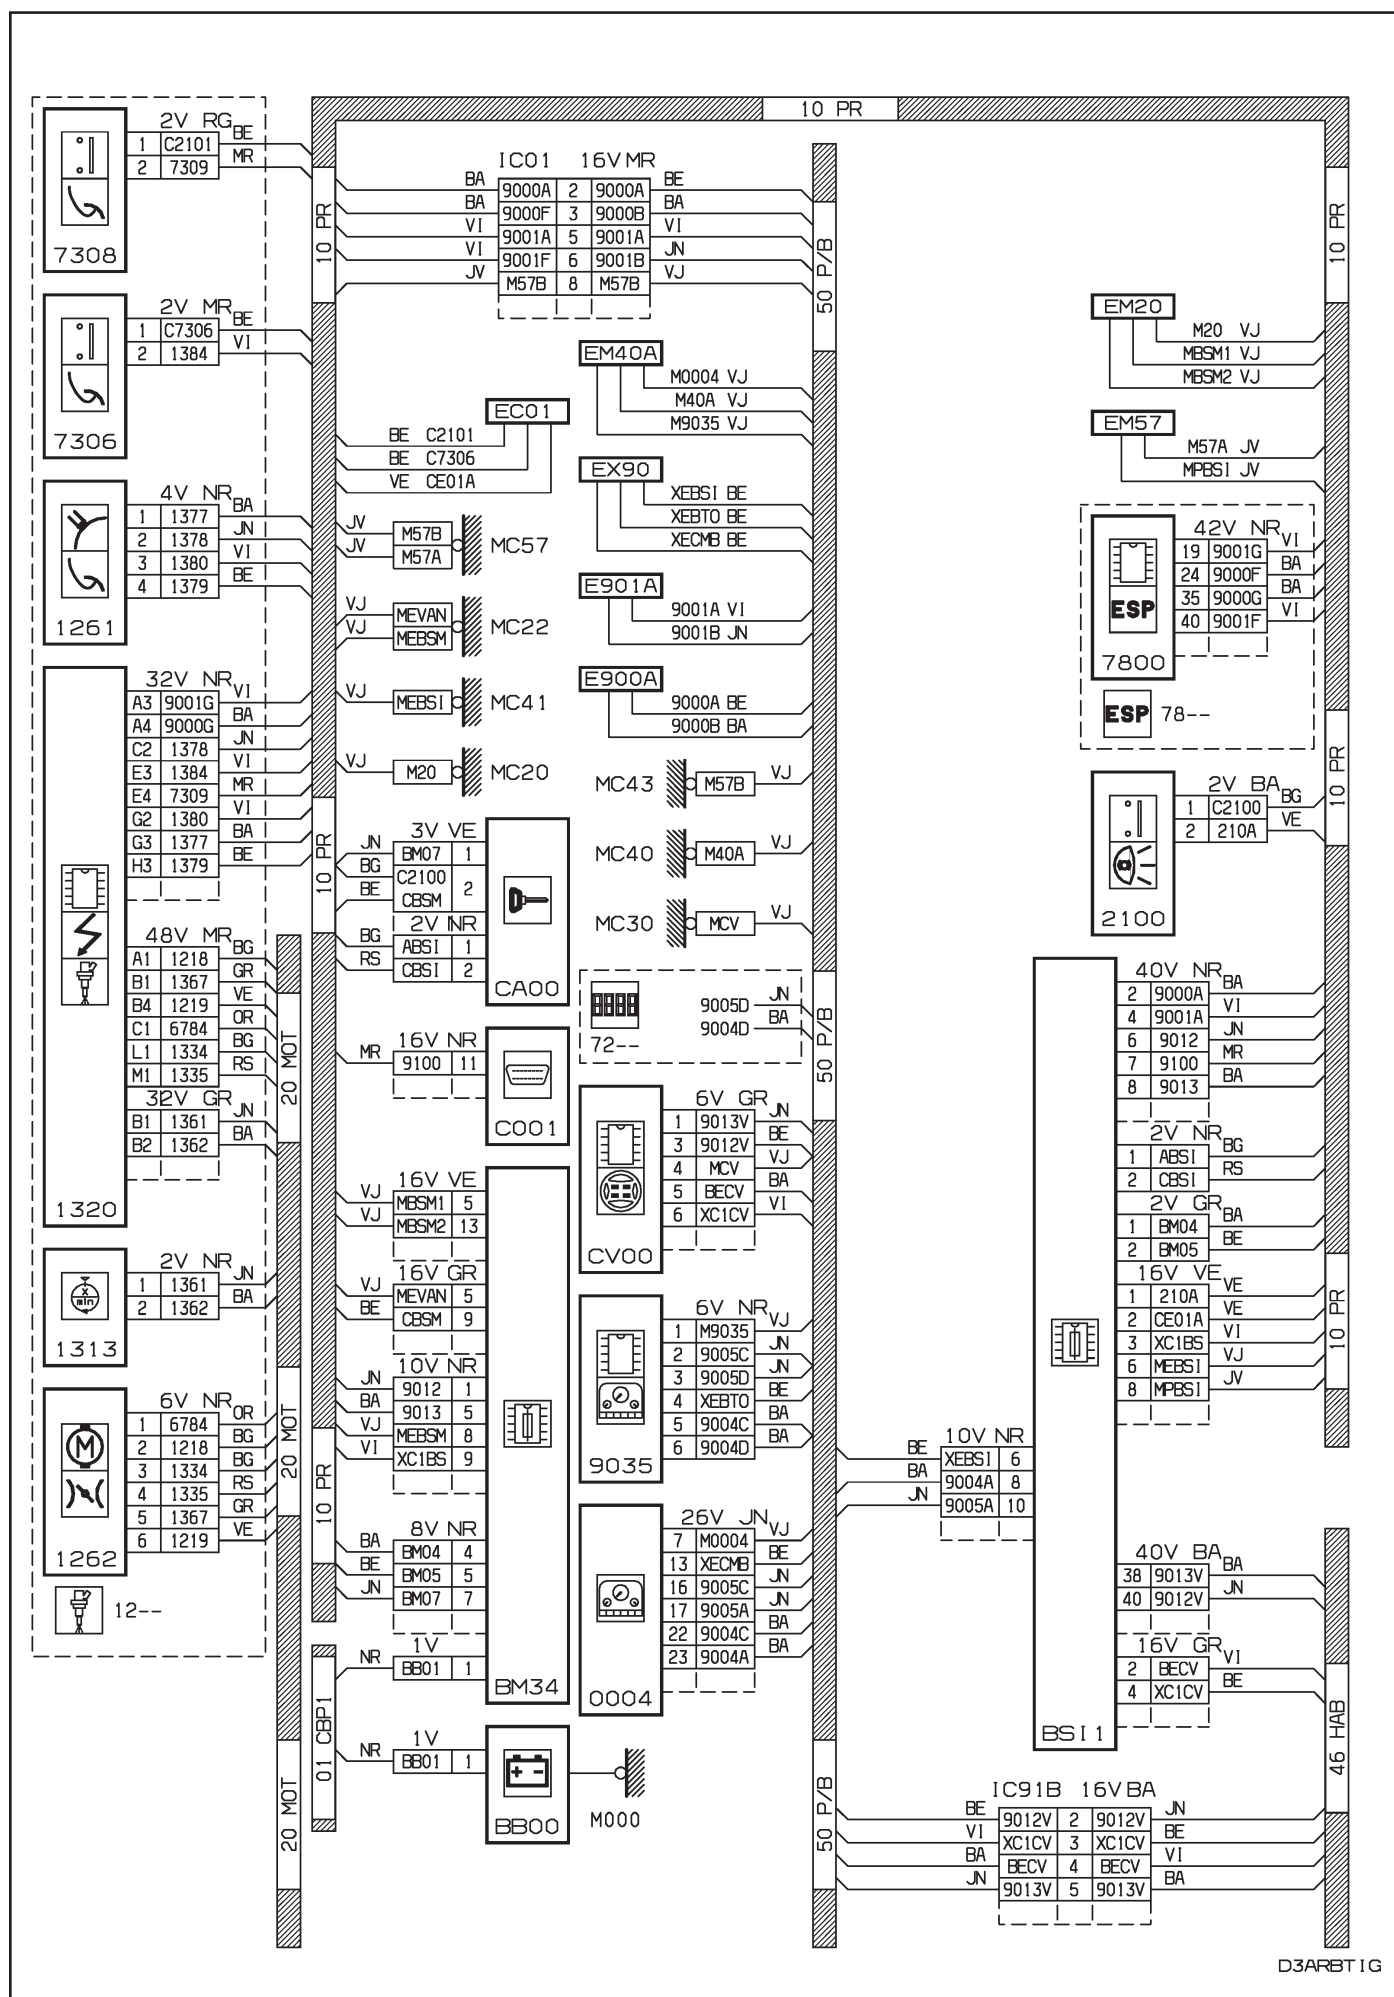 10 PR
2V RG
1 C2101 BE
2 7309 MR
7308
2V MR
1 C7306 BE
2 1384 VI
7306
4V NR
1 1377 BA
2 1378 JN
3 1380 VI
4 1379 BE
1261
32V NR
A3 9001G VI
A4 9000G BA
C2 1378 JN
E3 1384 VI
E4 7309 MR
G2 1380 VI
G3 1377 BA
H3 1379 BE
48V MR
A1 1218 BG
B1 1367 GR
B4 1219 VE
C1 6784 OR
L1 1334 BG
M1 1335 RS
32V GR
B1 1361 JN
B2 1362 BA
1320
2V NR
1 1361 JN
2 1362 BA
1313
6V NR
1 6784 OR
2 1218 BG
3 1334 BG
4 1335 RS
5 1367 GR
6 1219 VE
1262
M
x
min
12--
20 MOT
20 MOT
20 MOT
10 PR
10 PR
10 PR
01 CBP1
IC01 16V MR
BA 9000A 2 9000A BE
BA 9000F 3 9000B BA
VI 9001A 5 9001A VI
VI 9001F 6 9001B JN
JV M57B 8 M57B VJ
EC01
BE C2101
BE C7306
VE CE01A
JV M57B
JV M57A
MC57
VJ MEVAN
VJ MEBSM
MC22
VJ MEBSI MC41
VJ M20 MC20
3V VE
JN BM07 1
BG C2100
BE CBSM 2
2V NR
BG ABSI 1
RS CBSI 2
CA00
16V NR
MR 9100 11
C001
16V VE
VJ MBSM1 5
VJ MBSM2 13
16V GR
VJ MEVAN 5
BE CBSM 9
10V NR
JN 9012 1
BA 9013 5
VJ MEBSM 8
VI XC1BS 9
8V NR
BA BM04 4
BE BM05 5
JN BM07 7
1V
NR BB01 1
BM34
1V
NR BB01 1
BB00
+ -
M000
EM40A
M0004 VJ
M40A VJ
M9035 VJ
EX90
XEBSI BE
XEBTO BE
XECMB BE
E901A
9001A VI
9001B JN
E900A
9000A BE
9000B BA
MC43 M57B VJ
MC40 M40A VJ
MC30 MCV VJ
9005D JN
9004D BA
72--
6V GR
1 9013V JN
3 9012V BE
4 MCV VJ
5 BECV BA
6 XC1CV VI
CV00
6V NR
1 M9035 VJ
2 9005C JN
3 9005D JN
4 XEBTO BE
5 9004C BA
6 9004D BA
9035
26V JN
7 M0004 VJ
13 XECMB BE
16 9005C JN
17 9005A JN
22 9004C BA
23 9004A BA
0004
50 P/B
50 P/B
50 P/B
EM20
M20 VJ
MBSM1 VJ
MBSM2 VJ
EM57
M57A JV
MPBSI JV
42V NR
19 9001G VI
24 9000F BA
35 9000G BA
40 9001F VI
ESP
7800
ESP 78--
2V BA
1 C2100 BG
2 210A VE
2100
40V NR
2 9000A BA
4 9001A VI
6 9012 JN
7 9100 MR
8 9013 BA
2V NR
1 ABSI BG
2 CBSI RS
2V GR
1 BM04 BA
2 BM05 BE
16V VE
1 210A VE
2 CE01A VE
3 XC1BS VI
6 MEBSI VJ
8 MPBSI JV
10V NR
BE XEBSI 6
BA 9004A 8
JN 9005A 10
40V BA
38 9013V BA
40 9012V JN
16V GR
2 BECV VI
4 XC1CV BE
BSI1
10 PR
10 PR
10 PR
46 HAB
IC91B 16V BA
BE 9012V 2 9012V JN
VI XC1CV 3 XC1CV BE
BA BECV 4 BECV VI
JN 9013V 5 9013V BA
D3ARBTIG